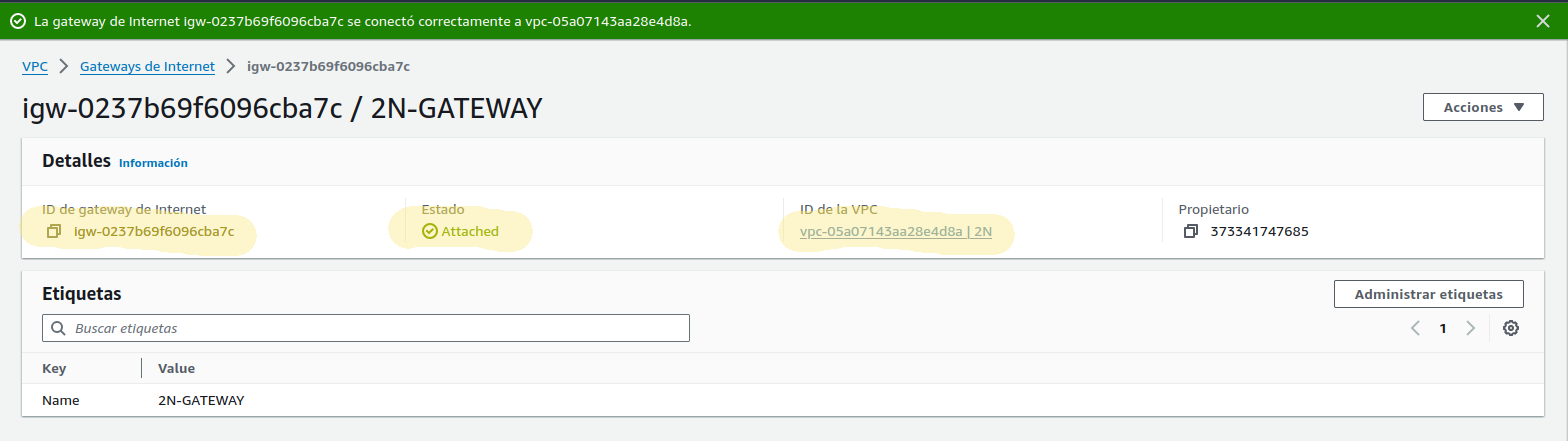 La gateway de Internet igw-0237b69f6096cba7c se conectó correctamente a vpc-05a07143aa28e4d8a.
VPC > Gateways de Internet > igw-0237b69f6096cba7c
igw-0237b69f6096cba7c / 2N-GATEWAY
Acciones
Detalles Información
ID de gateway de Internet
igw-0237b69f6096cba7c
Estado
Attached
ID de la VPC
vpc-05a07143aa28e4d8a | 2N
Propietario
373341747685
Etiquetas
Administrar etiquetas
Buscar etiquetas
1
Key Value
Name 2N-GATEWAY